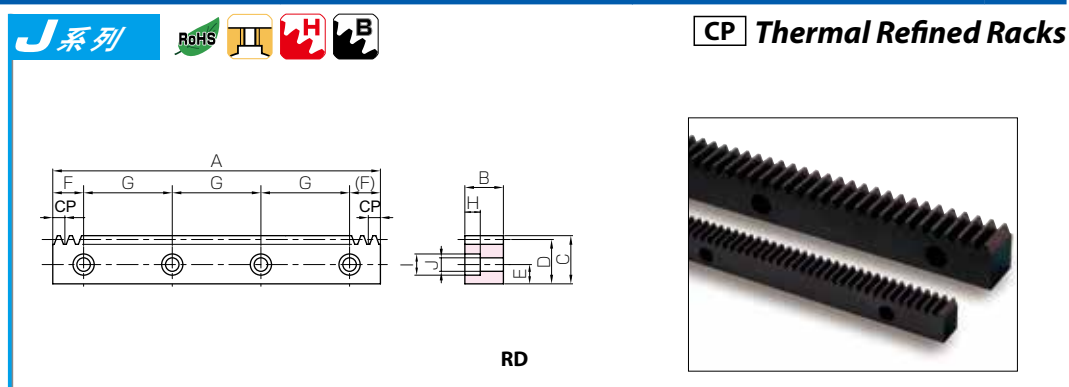 J系列
RoHS
H
B
CP Thermal Refined Racks
A
F G G G (F)
CP CP
B
H
I J E D C
RD